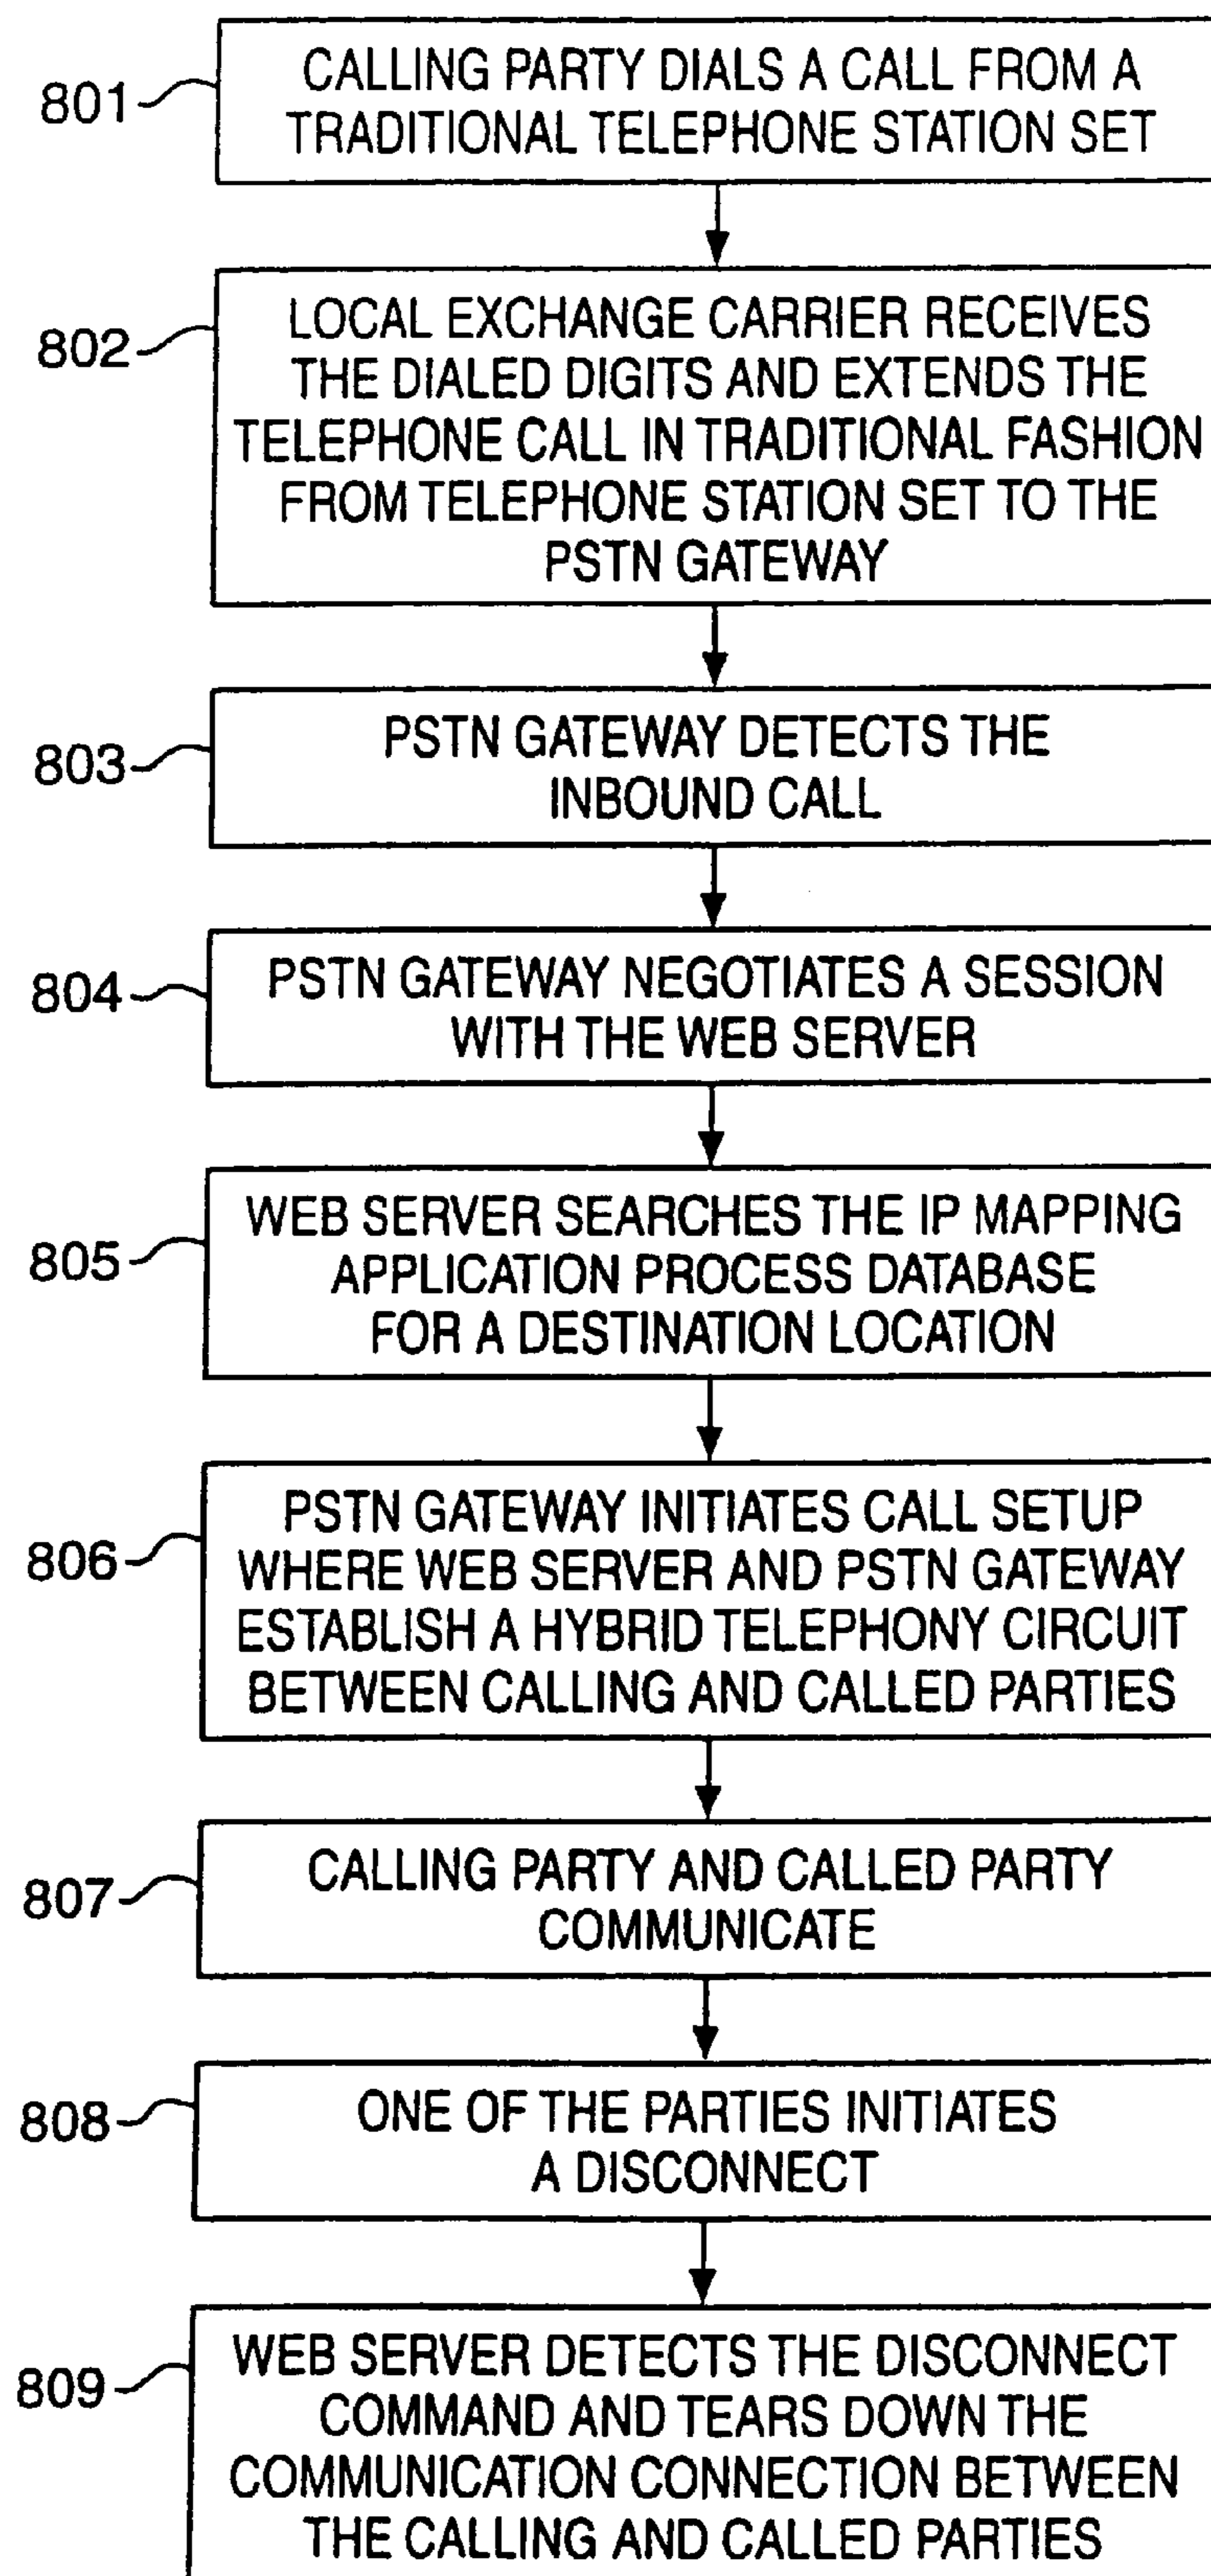 801
CALLING PARTY DIALS A CALL FROM A
TRADITIONAL TELEPHONE STATION SET
802
LOCAL EXCHANGE CARRIER RECEIVES
THE DIALED DIGITS AND EXTENDS THE
TELEPHONE CALL IN TRADITIONAL FASHION
FROM TELEPHONE STATION SET TO THE
PSTN GATEWAY
803
PSTN GATEWAY DETECTS THE
INBOUND CALL
804
PSTN GATEWAY NEGOTIATES A SESSION
WITH THE WEB SERVER
805
WEB SERVER SEARCHES THE IP MAPPING
APPLICATION PROCESS DATABASE
FOR A DESTINATION LOCATION
806
PSTN GATEWAY INITIATES CALL SETUP
WHERE WEB SERVER AND PSTN GATEWAY
ESTABLISH A HYBRID TELEPHONY CIRCUIT
BETWEEN CALLING AND CALLED PARTIES
807
CALLING PARTY AND CALLED PARTY
COMMUNICATE
808
ONE OF THE PARTIES INITIATES
A DISCONNECT
809
WEB SERVER DETECTS THE DISCONNECT
COMMAND AND TEARS DOWN THE
COMMUNICATION CONNECTION BETWEEN
THE CALLING AND CALLED PARTIES